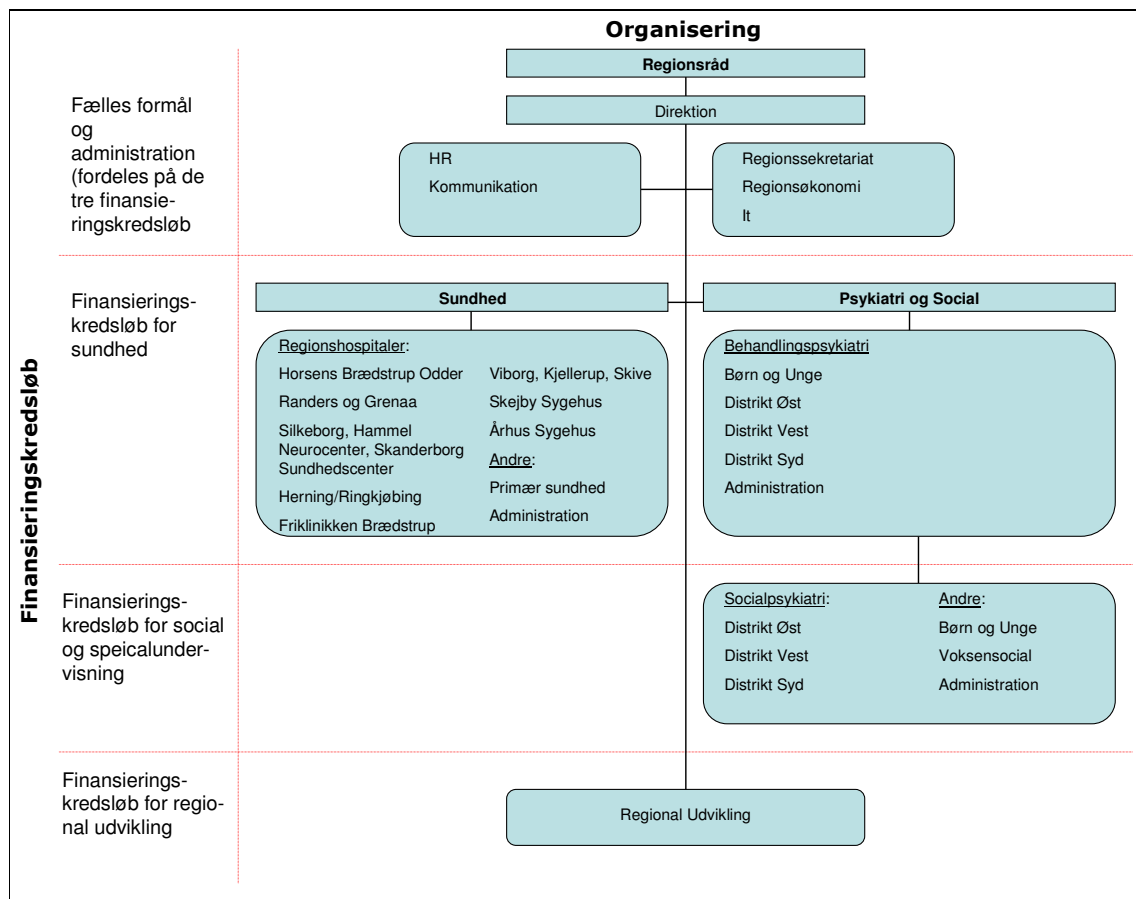 Organisering
Finansieringskredsløb
Regionsråd
Direktion
Fælles formål
og
administration
(fordeles på de
tre finansie-
ringskredsløb
HR
Kommunikation
Regionssekretariat
Regionsøkonomi
It
Finansierings-
kredsløb for
sundhed
Sundhed
Regionshospitaler:
Horsens Brædstrup Odder
Randers og Grenaa
Silkeborg, Hammel
Neurocenter, Skanderborg
Sundhedscenter
Herning/Ringkjøbing
Friklinikken Brædstrup
Viborg, Kjellerup, Skive
Skejby Sygehus
Århus Sygehus
Andre:
Primær sundhed
Administration
Psykiatri og Social
Behandlingspsykiatri
Børn og Unge
Distrikt Øst
Distrikt Vest
Distrikt Syd
Administration
Finansierings-
kredsløb for social
og speicalunder-
visning
Socialpsykiatri:
Distrikt Øst
Distrikt Vest
Distrikt Syd
Andre:
Børn og Unge
Voksensocial
Administration
Finansierings-
kredsløb for regio-
nal udvikling
Regional Udvikling